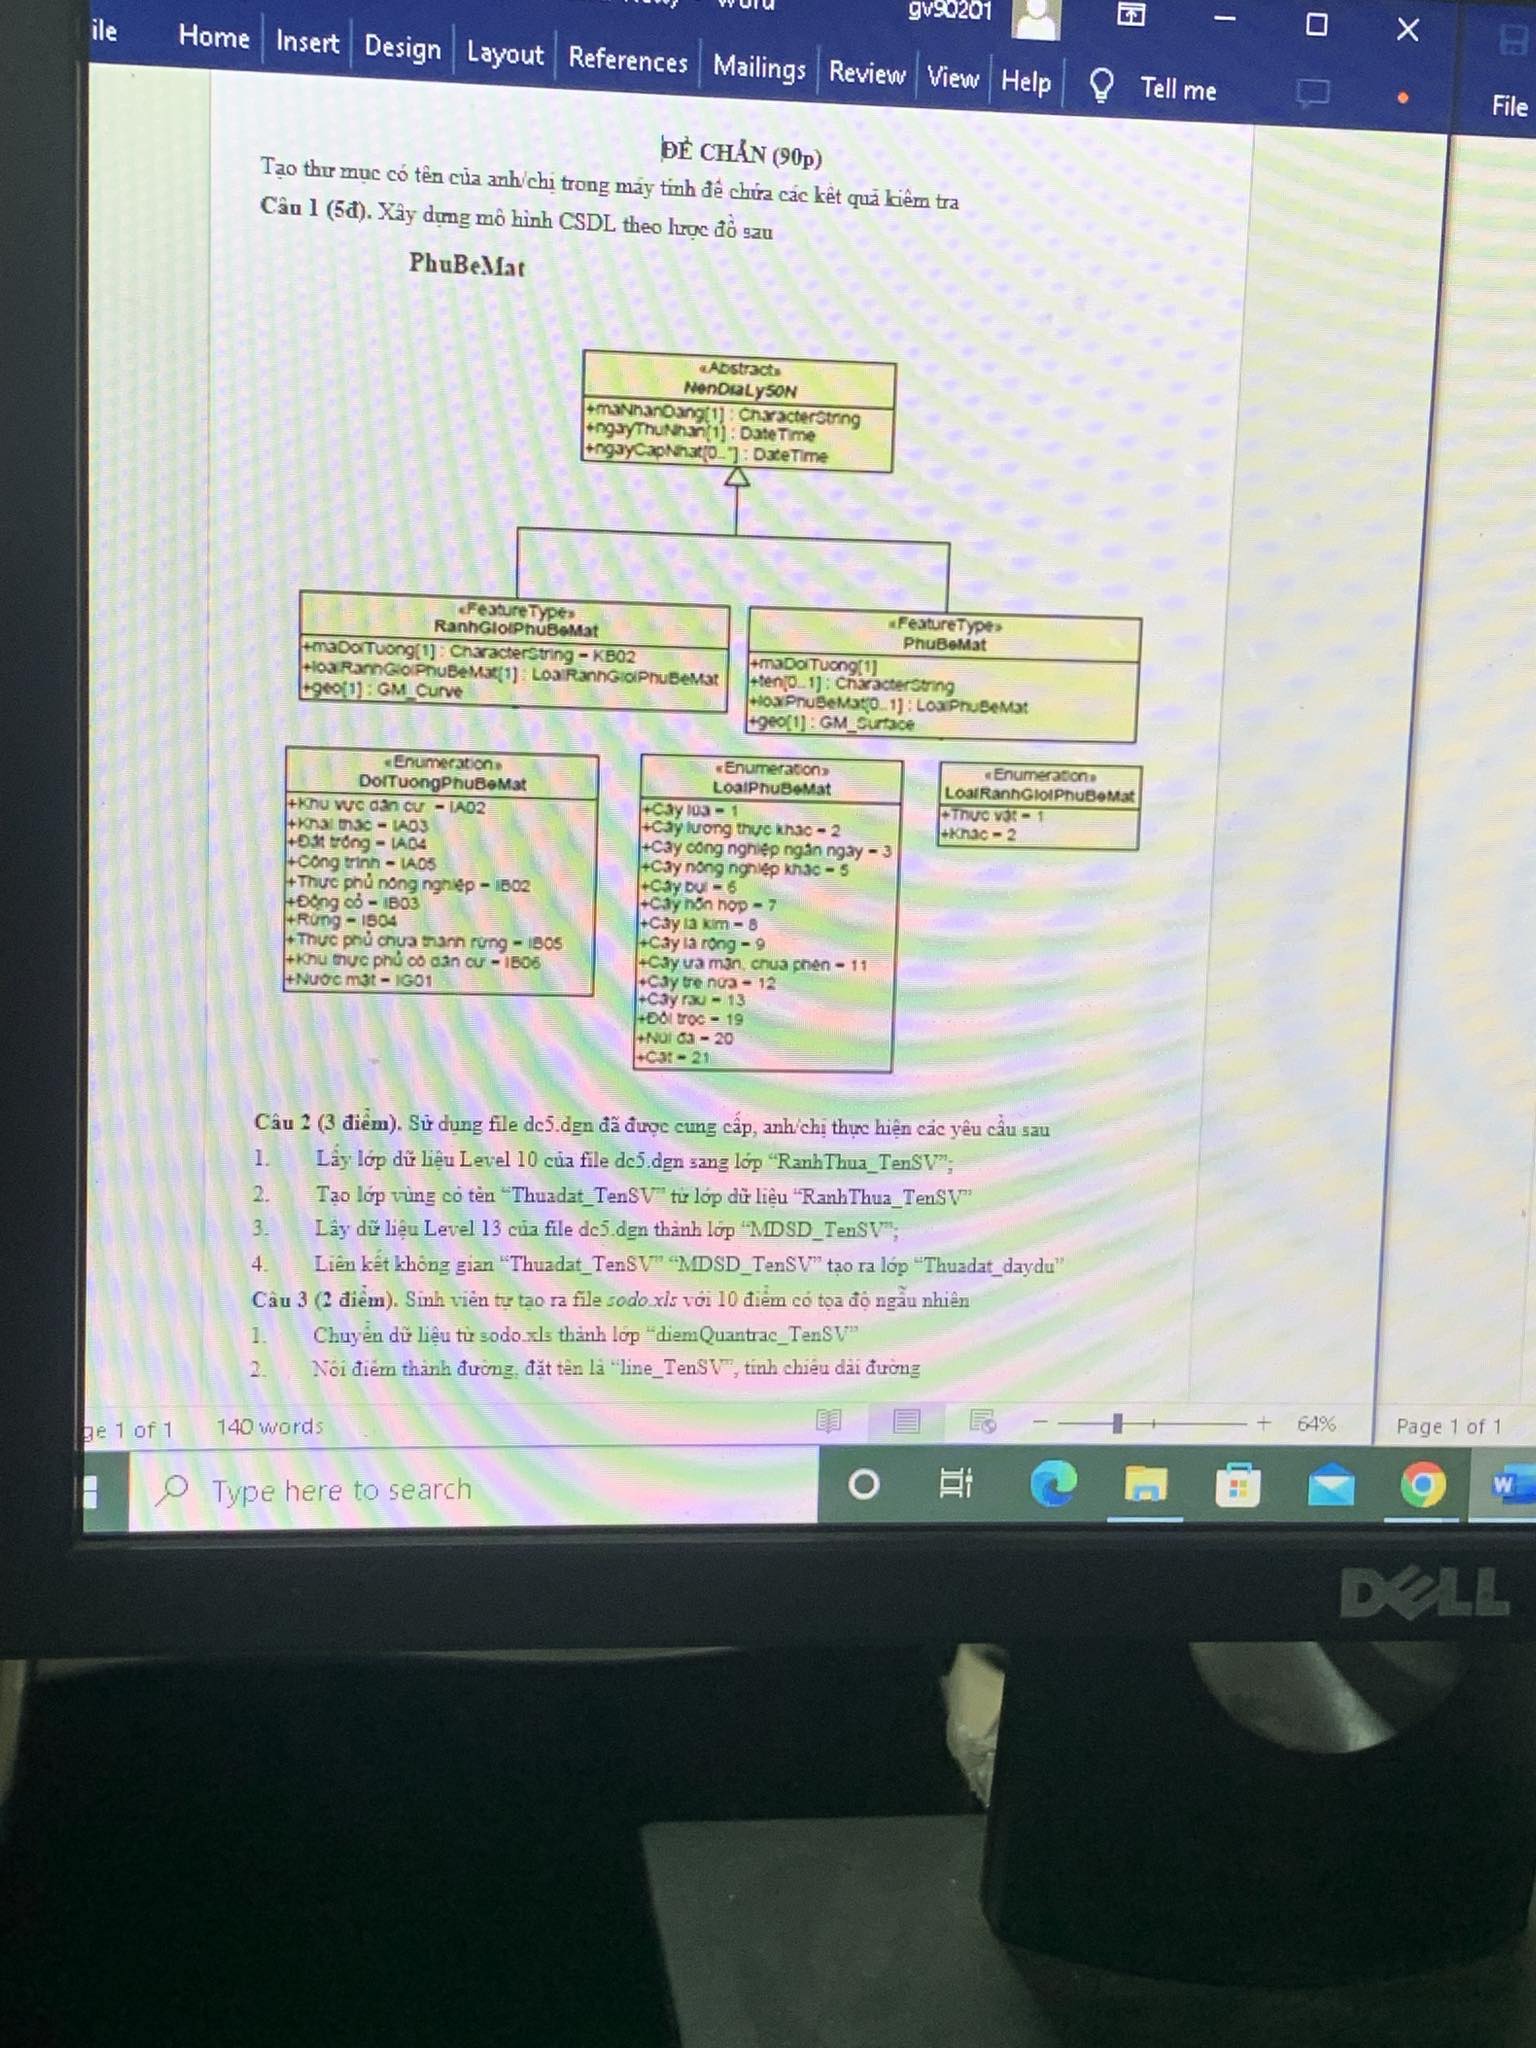 ile Home Insert Design Layout References Mailings Review View Help Tell me File
gv90201
ĐỀ CHẴN (90p)
Tạo thư mục có tên của anh/chị trong máy tính để chứa các kết quả kiểm tra
Câu 1 (5đ). Xây dựng mô hình CSDL theo lược đồ sau
PhuBeMat
«Abstract»
NenDiaLy50N
+maNhanDang[1] : CharacterString
+ngayThuNhan[1] : DateTime
+ngayCapNhat[0..*] : DateTime
«FeatureType»
RanhGioiPhuBeMat
+maDoiTuong[1] : CharacterString = KB02
+loaiRanhGioiPhuBeMat[1] : LoaiRanhGioiPhuBeMat
+geo[1] : GM_Curve
«FeatureType»
PhuBeMat
+maDoiTuong[1]
+ten[0..1] : CharacterString
+loaiPhuBeMat[0..1] : LoaiPhuBeMat
+geo[1] : GM_Surface
«Enumeration»
DoiTuongPhuBeMat
+Khu vực dân cư = IA02
+Khai thác = IA03
+Đất trống = IA04
+Công trình = IA05
+Thực phủ nông nghiệp = IB02
+Đồng cỏ = IB03
+Rừng = IB04
+Thực phủ chưa thành rừng = IB05
+Khu thực phủ có dân cư = IB06
+Nước mặt = IG01
«Enumeration»
LoaiPhuBeMat
+Cây lúa = 1
+Cây lương thực khác = 2
+Cây công nghiệp ngắn ngày = 3
+Cây nông nghiệp khác = 5
+Cây bụi = 6
+Cây hỗn hợp = 7
+Cây lá kim = 8
+Cây lá rộng = 9
+Cây ưa mặn, chua phèn = 11
+Cây tre nứa = 12
+Cây rau = 13
+Đồi trọc = 19
+Núi đá = 20
+Cát = 21
«Enumeration»
LoaiRanhGioiPhuBeMat
+Thực vật = 1
+Khác = 2
Câu 2 (3 điểm). Sử dụng file dc5.dgn đã được cung cấp, anh/chị thực hiện các yêu cầu sau
1. Lấy lớp dữ liệu Level 10 của file dc5.dgn sang lớp “RanhThua_TenSV”;
2. Tạo lớp vùng có tên “Thuadat_TenSV” từ lớp dữ liệu “RanhThua_TenSV”
3. Lấy dữ liệu Level 13 của file dc5.dgn thành lớp “MDSD_TenSV”;
4. Liên kết không gian “Thuadat_TenSV” “MDSD_TenSV” tạo ra lớp “Thuadat_daydu”
Câu 3 (2 điểm). Sinh viên tự tạo ra file sodo.xls với 10 điểm có tọa độ ngẫu nhiên
1. Chuyển dữ liệu từ sodo.xls thành lớp “diemQuantrac_TenSV”
2. Nối điểm thành đường, đặt tên là “line_TenSV”, tính chiều dài đường
ge 1 of 1 140 words 64% Page 1 of 1
Type here to search
DELL